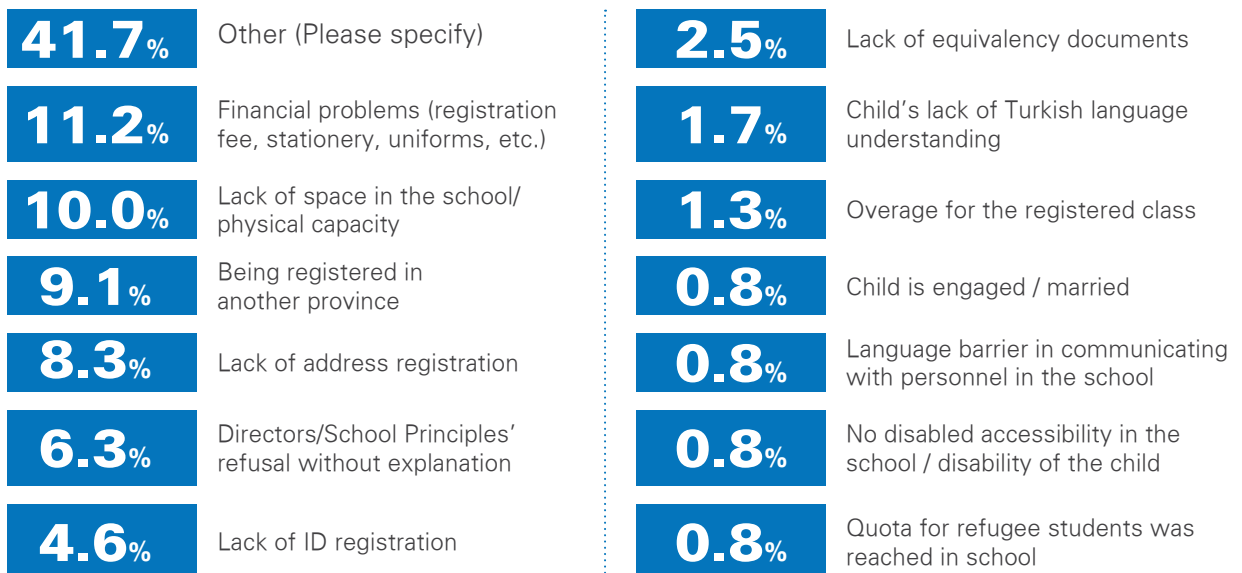 41.7%
Other (Please specify)
11.2%
Financial problems (registration
fee, stationery, uniforms, etc.)
10.0%
Lack of space in the school/
physical capacity
9.1%
Being registered in
another province
8.3%
Lack of address registration
6.3%
Directors/School Principles’
refusal without explanation
4.6%
Lack of ID registration
2.5%
Lack of equivalency documents
1.7%
Child’s lack of Turkish language
understanding
1.3%
Overage for the registered class
0.8%
Child is engaged / married
0.8%
Language barrier in communicating
with personnel in the school
0.8%
No disabled accessibility in the
school / disability of the child
0.8%
Quota for refugee students was
reached in school